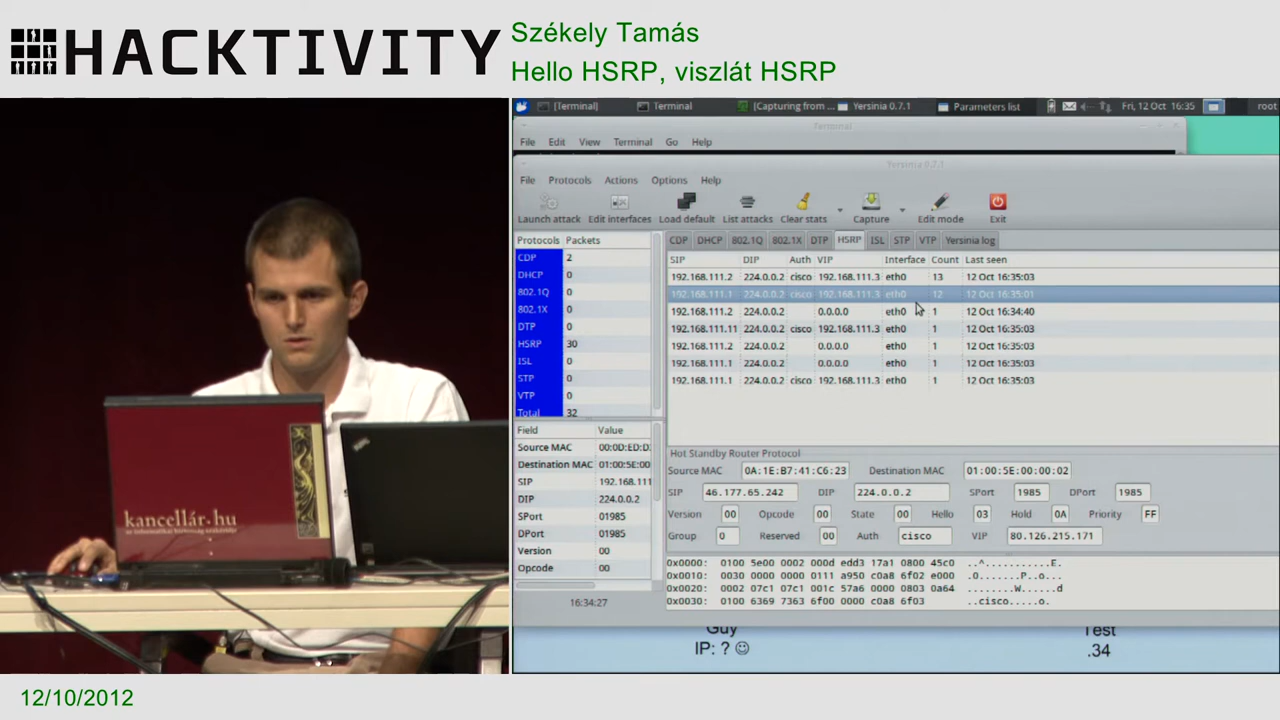 HACKTIVITY
Székely Tamás
Hello HSRP, viszlát HSRP
[Terminal] Terminal [Capturing from ... Yersinia 0.7.1 Parameters list Fri, 12 Oct 16:35 root
Terminal
File Edit View Terminal Go Help
Yersinia 0.7.1
File Protocols Actions Options Help
Launch attack Edit interfaces Load default List attacks Clear stats Capture Edit mode Exit
Protocols Packets
CDP 2
DHCP 0
802.1Q 0
802.1X 0
DTP 0
HSRP 30
ISL 0
STP 0
VTP 0
Total 32
CDP DHCP 802.1Q 802.1X DTP HSRP ISL STP VTP Yersinia log
SIP DIP Auth VIP Interface Count Last seen
192.168.111.2 224.0.0.2 cisco 192.168.111.3 eth0 13 12 Oct 16:35:03
192.168.111.1 224.0.0.2 cisco 192.168.111.3 eth0 12 12 Oct 16:35:01
192.168.111.2 224.0.0.2 0.0.0.0 eth0 1 12 Oct 16:34:40
192.168.111.11 224.0.0.2 cisco 192.168.111.3 eth0 1 12 Oct 16:35:03
192.168.111.2 224.0.0.2 0.0.0.0 eth0 1 12 Oct 16:35:03
192.168.111.1 224.0.0.2 0.0.0.0 eth0 1 12 Oct 16:35:03
192.168.111.1 224.0.0.2 cisco 192.168.111.3 eth0 1 12 Oct 16:35:03
Field Value
Source MAC 00:0D:ED:D
Destination MAC 01:00:5E:00
SIP 192.168.111
DIP 224.0.0.2
SPort 01985
DPort 01985
Version 00
Opcode 00
16:34:27
Hot Standby Router Protocol
Source MAC 0A:1E:B7:41:C6:23 Destination MAC 01:00:5E:00:00:02
SIP 46.177.65.242 DIP 224.0.0.2 SPort 1985 DPort 1985
Version 00 Opcode 00 State 00 Hello 03 Hold 0A Priority FF
Group 0 Reserved 00 Auth cisco VIP 80.126.215.171
0x0000: 0100 5e00 0002 000d edd3 17a1 0800 45c0 ..^...........E.
0x0010: 0030 0000 0000 0111 a950 c0a8 6f02 e000 .0.......P..o...
0x0020: 0002 07c1 07c1 001c 57a6 0000 0803 0a64 ........W......d
0x0030: 0100 6369 7363 6f00 0000 c0a8 6f03 ..cisco.....o.
Guy
IP: ? ☺
Test
.34
kancellár.hu
12/10/2012